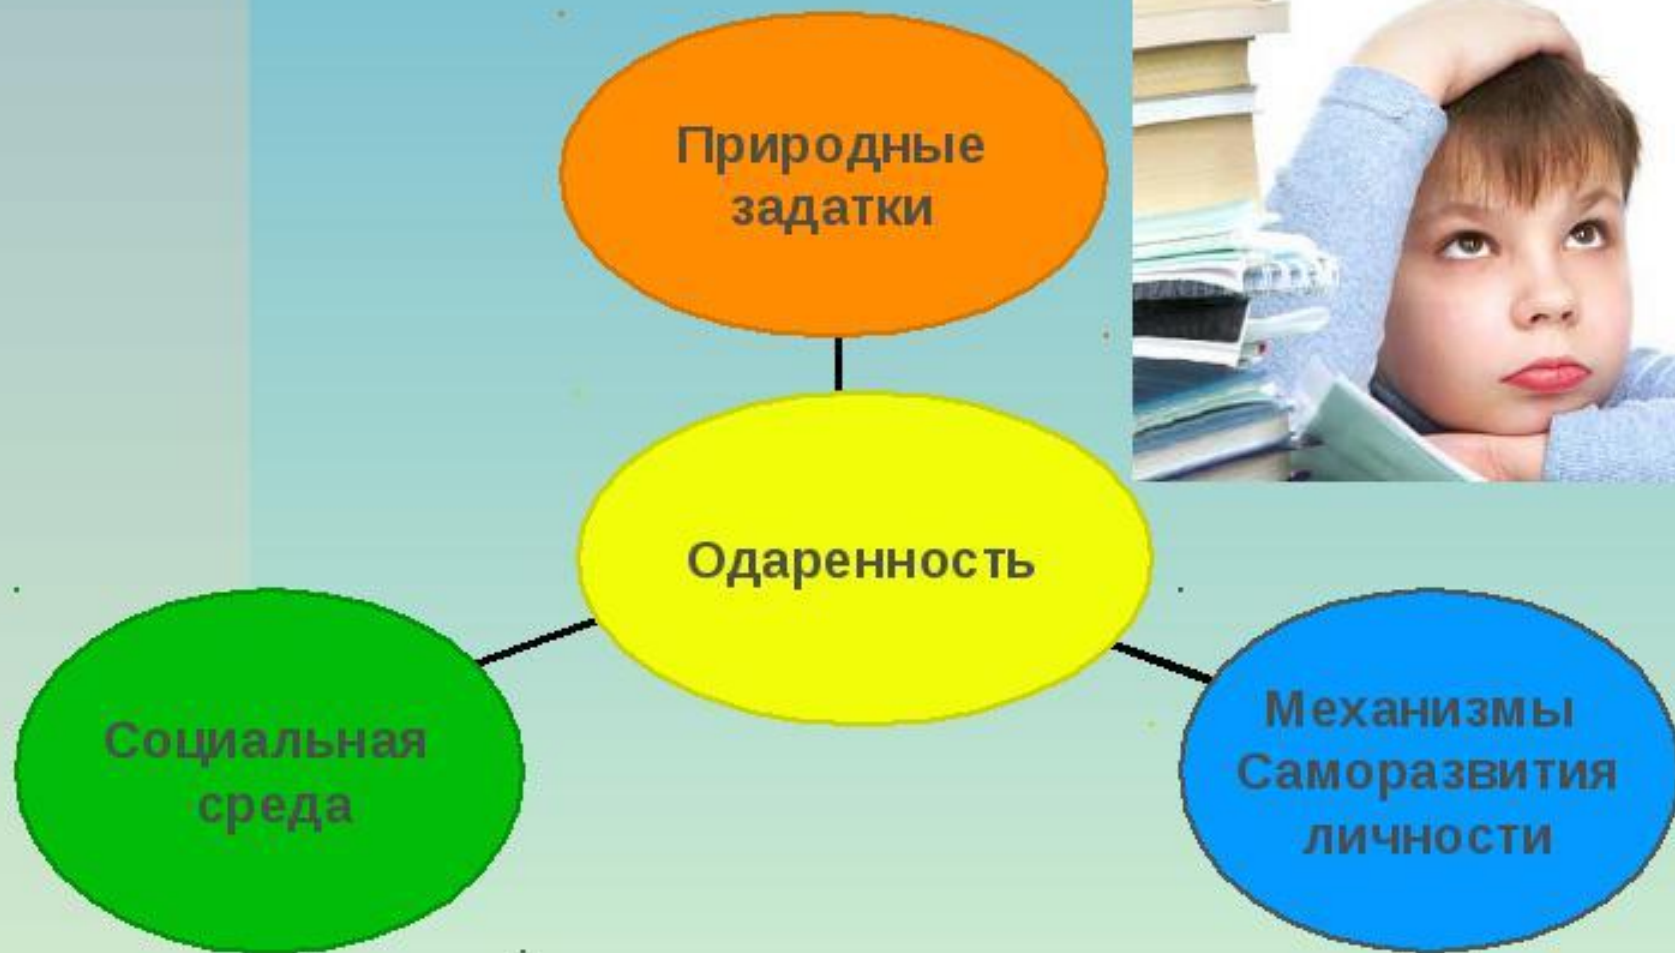 Природные
задатки
Одаренность
Социальная
среда
Механизмы
Саморазвития
личности